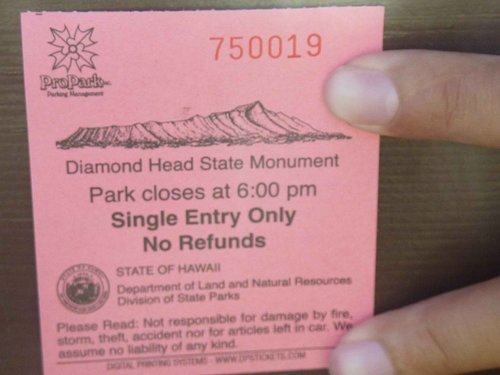 750019
ProPark Inc.
Parking Management
Diamond Head State Monument
Park closes at 6:00 pm
Single Entry Only
No Refunds
STATE OF HAWAII
Department of Land and Natural Resources
Division of State Parks
Please Read: Not responsible for damage by fire,
storm, theft, accident nor for articles left in car. We
assume no liability of any kind.
DIGITAL PRINTING SYSTEMS - WWW.DPSTICKETS.COM